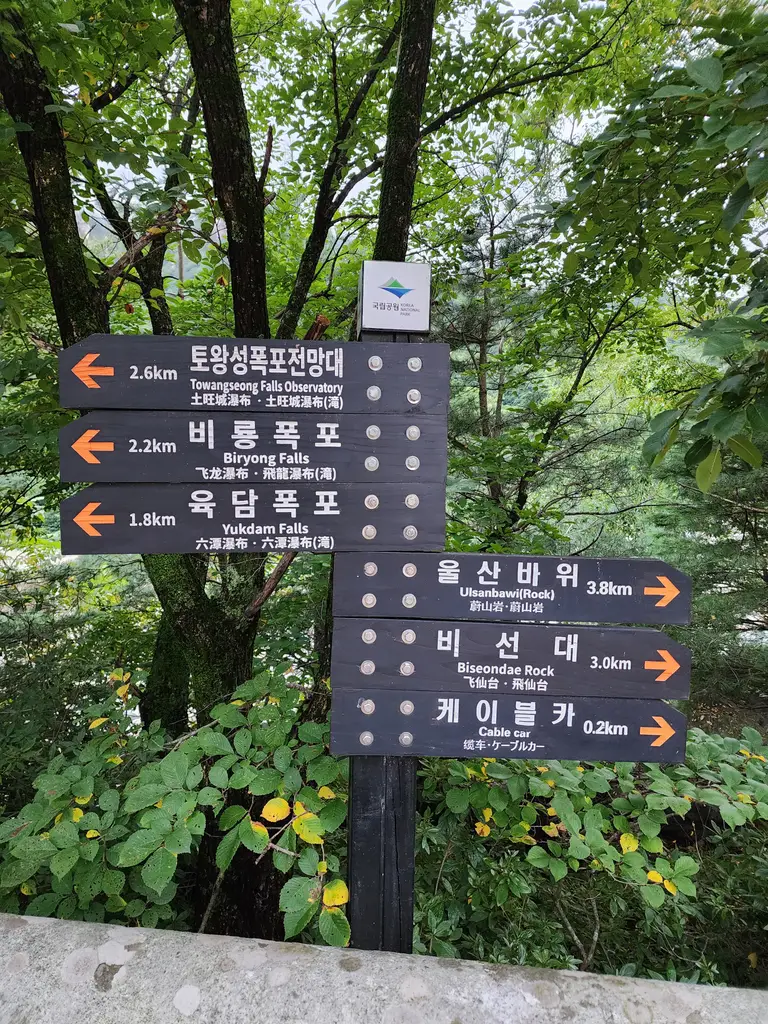 국립공원 KOREA NATIONAL PARK
2.6km 토왕성폭포전망대
Towangseong Falls Observatory
土旺城瀑布 · 土旺城瀑布(滝)
2.2km 비룡폭포
Biryong Falls
飞龙瀑布 · 飛龍瀑布(滝)
1.8km 육담폭포
Yukdam Falls
六潭瀑布 · 六潭瀑布(滝)
울산바위 3.8km
Ulsanbawi(Rock)
蔚山岩 · 蔚山岩
비선대 3.0km
Biseondae Rock
飞仙台 · 飛仙台
케이블카 0.2km
Cable car
缆车 · ケーブルカー